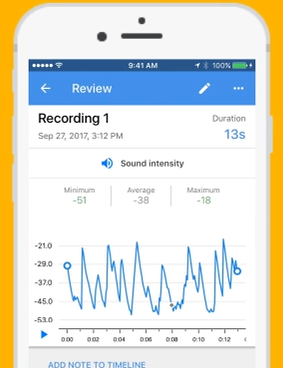 9:41 AM
100%
Review
Recording 1
Duration
Sep 27, 2017, 3:12 PM
13s
Sound intensity
Minimum
Average
Maximum
-51
-38
-18
-21.0
-29.0
-37.0
-45.0
-53.0
0:00 0:02 0:04 0:06 0:08 0:10 0:12
ADD NOTE TO TIMELINE